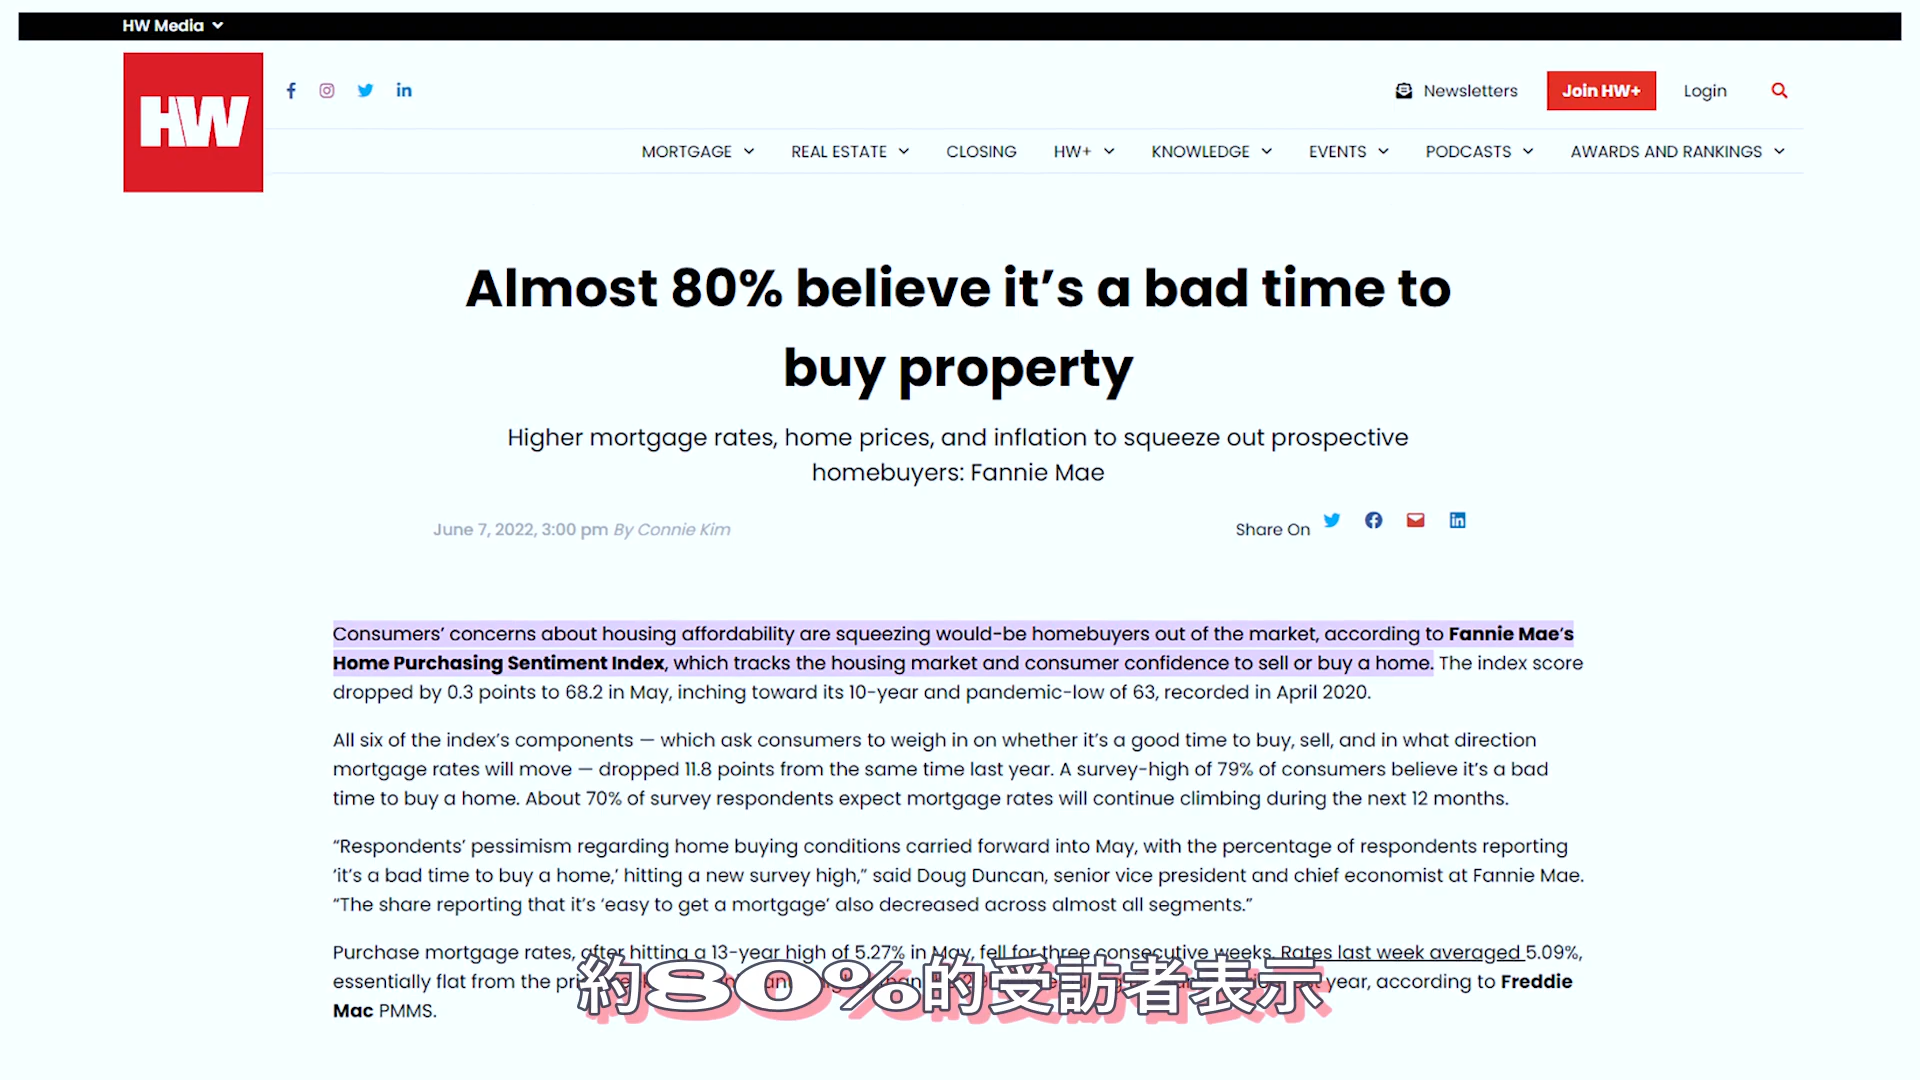 HW Media
HW
Newsletters
Join HW+
Login
MORTGAGE
REAL ESTATE
CLOSING
HW+
KNOWLEDGE
EVENTS
PODCASTS
AWARDS AND RANKINGS
Almost 80% believe it’s a bad time to
buy property
Higher mortgage rates, home prices, and inflation to squeeze out prospective
homebuyers: Fannie Mae
June 7, 2022, 3:00 pm By Connie Kim
Share On
Consumers’ concerns about housing affordability are squeezing would-be homebuyers out of the market, according to Fannie Mae’s
Home Purchasing Sentiment Index, which tracks the housing market and consumer confidence to sell or buy a home. The index score
dropped by 0.3 points to 68.2 in May, inching toward its 10-year and pandemic-low of 63, recorded in April 2020.
All six of the index’s components — which ask consumers to weigh in on whether it’s a good time to buy, sell, and in what direction
mortgage rates will move — dropped 11.8 points from the same time last year. A survey-high of 79% of consumers believe it’s a bad
time to buy a home. About 70% of survey respondents expect mortgage rates will continue climbing during the next 12 months.
“Respondents’ pessimism regarding home buying conditions carried forward into May, with the percentage of respondents reporting
‘it’s a bad time to buy a home,’ hitting a new survey high,” said Doug Duncan, senior vice president and chief economist at Fannie Mae.
“The share reporting that it’s ‘easy to get a mortgage’ also decreased across almost all segments.”
Purchase mortgage rates, after hitting a 13-year high of 5.27% in May, fell for three consecutive weeks. Rates last week averaged 5.09%,
essentially flat from the year, according to Freddie
Mac PMMS.
約80%的受訪者表示